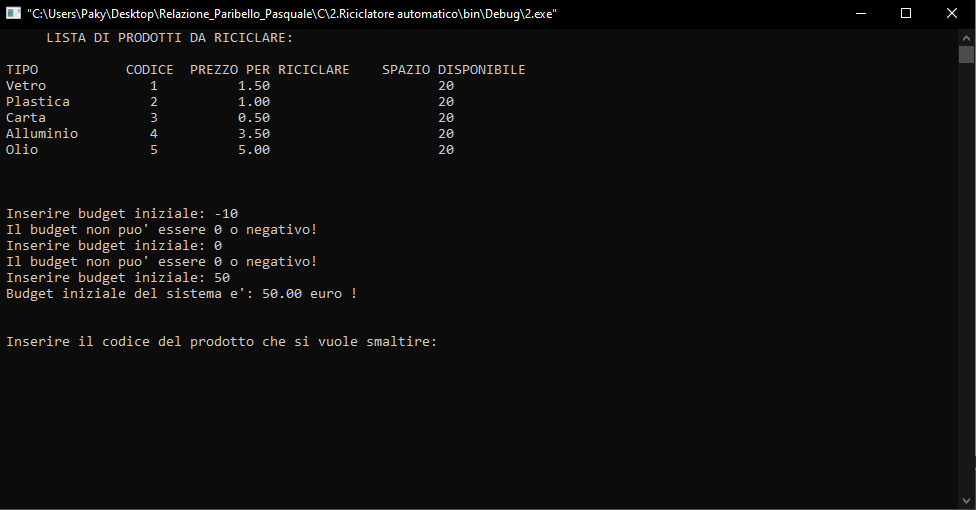 "C:\Users\Paky\Desktop\Relazione_Paribello_Pasquale\C\2.Riciclatore automatico\bin\Debug\2.exe"
LISTA DI PRODOTTI DA RICICLARE:
TIPO CODICE PREZZO PER RICICLARE SPAZIO DISPONIBILE
Vetro 1 1.50 20
Plastica 2 1.00 20
Carta 3 0.50 20
Alluminio 4 3.50 20
Olio 5 5.00 20
Inserire budget iniziale: -10
Il budget non puo' essere 0 o negativo!
Inserire budget iniziale: 0
Il budget non puo' essere 0 o negativo!
Inserire budget iniziale: 50
Budget iniziale del sistema e': 50.00 euro !
Inserire il codice del prodotto che si vuole smaltire: